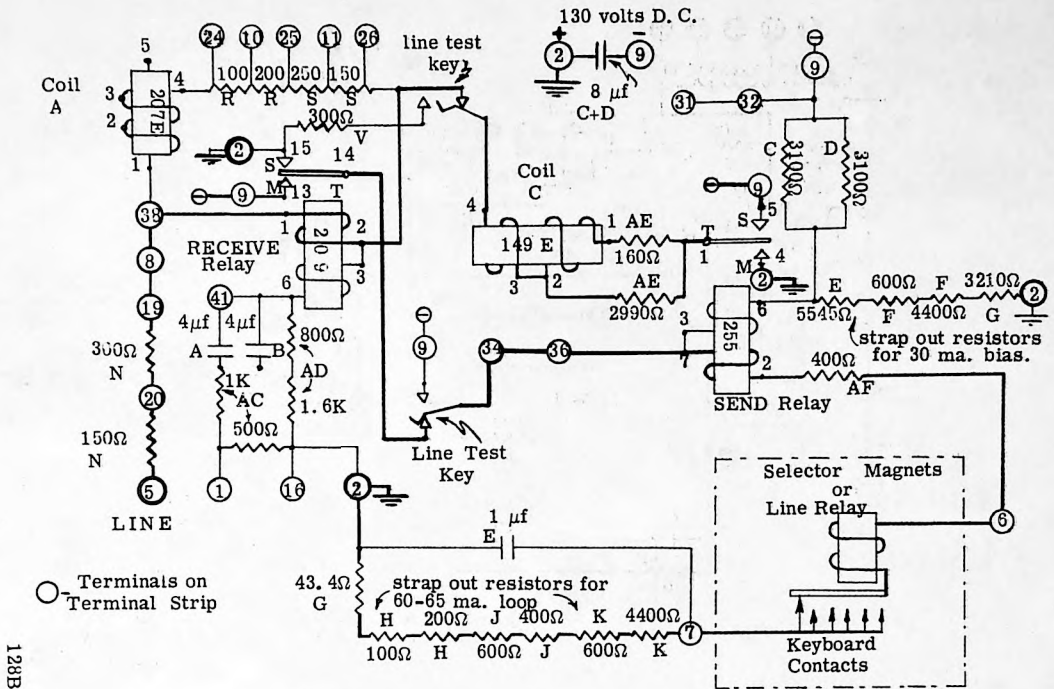 5
24
10
25
11
26
line test
key
+
130 volts D. C.
−
2
9
8 μf
C+D
Coil
A
3
2
4
207E
1
100
200
250
150
R
R
S
S
300Ω
V
2
15
S
14
M
13
T
9
38
1
2
3
6
209
RECEIVE
Relay
8
19
300Ω
N
20
150Ω
N
5
LINE
41
4μf
4μf
A
B
1K
AC
500Ω
800Ω
AD
1.6K
1
16
2
Coil
C
4
149 E
1
AE
160Ω
3
2
AE
2990Ω
9
31
32
C
D
3100Ω
3100Ω
9
5
S
T
1
M
4
2
3
7
255
6
2
SEND Relay
E
5545Ω
600Ω
F
F
4400Ω
3210Ω
G
2
strap out resistors
for 30 ma. bias.
400Ω
AF
9
34
36
Line Test
Key
Selector Magnets
or
Line Relay
6
Keyboard
Contacts
1 μf
E
43.4Ω
G
strap out resistors for
60-65 ma. loop
H
200Ω
J
400Ω
K
4400Ω
7
100Ω
H
600Ω
J
600Ω
K
Terminals on
Terminal Strip
128B